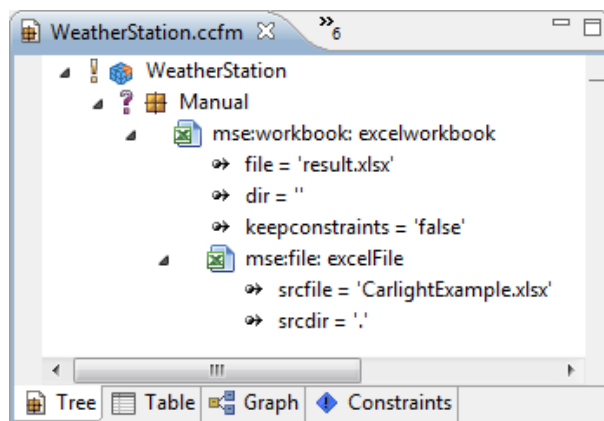 WeatherStation.ccfm »6
WeatherStation
Manual
mse:workbook: excelworkbook
file = 'result.xlsx'
dir = ''
keepconstraints = 'false'
mse:file: excelFile
srcfile = 'CarlightExample.xlsx'
srcdir = '.'
Tree Table Graph Constraints